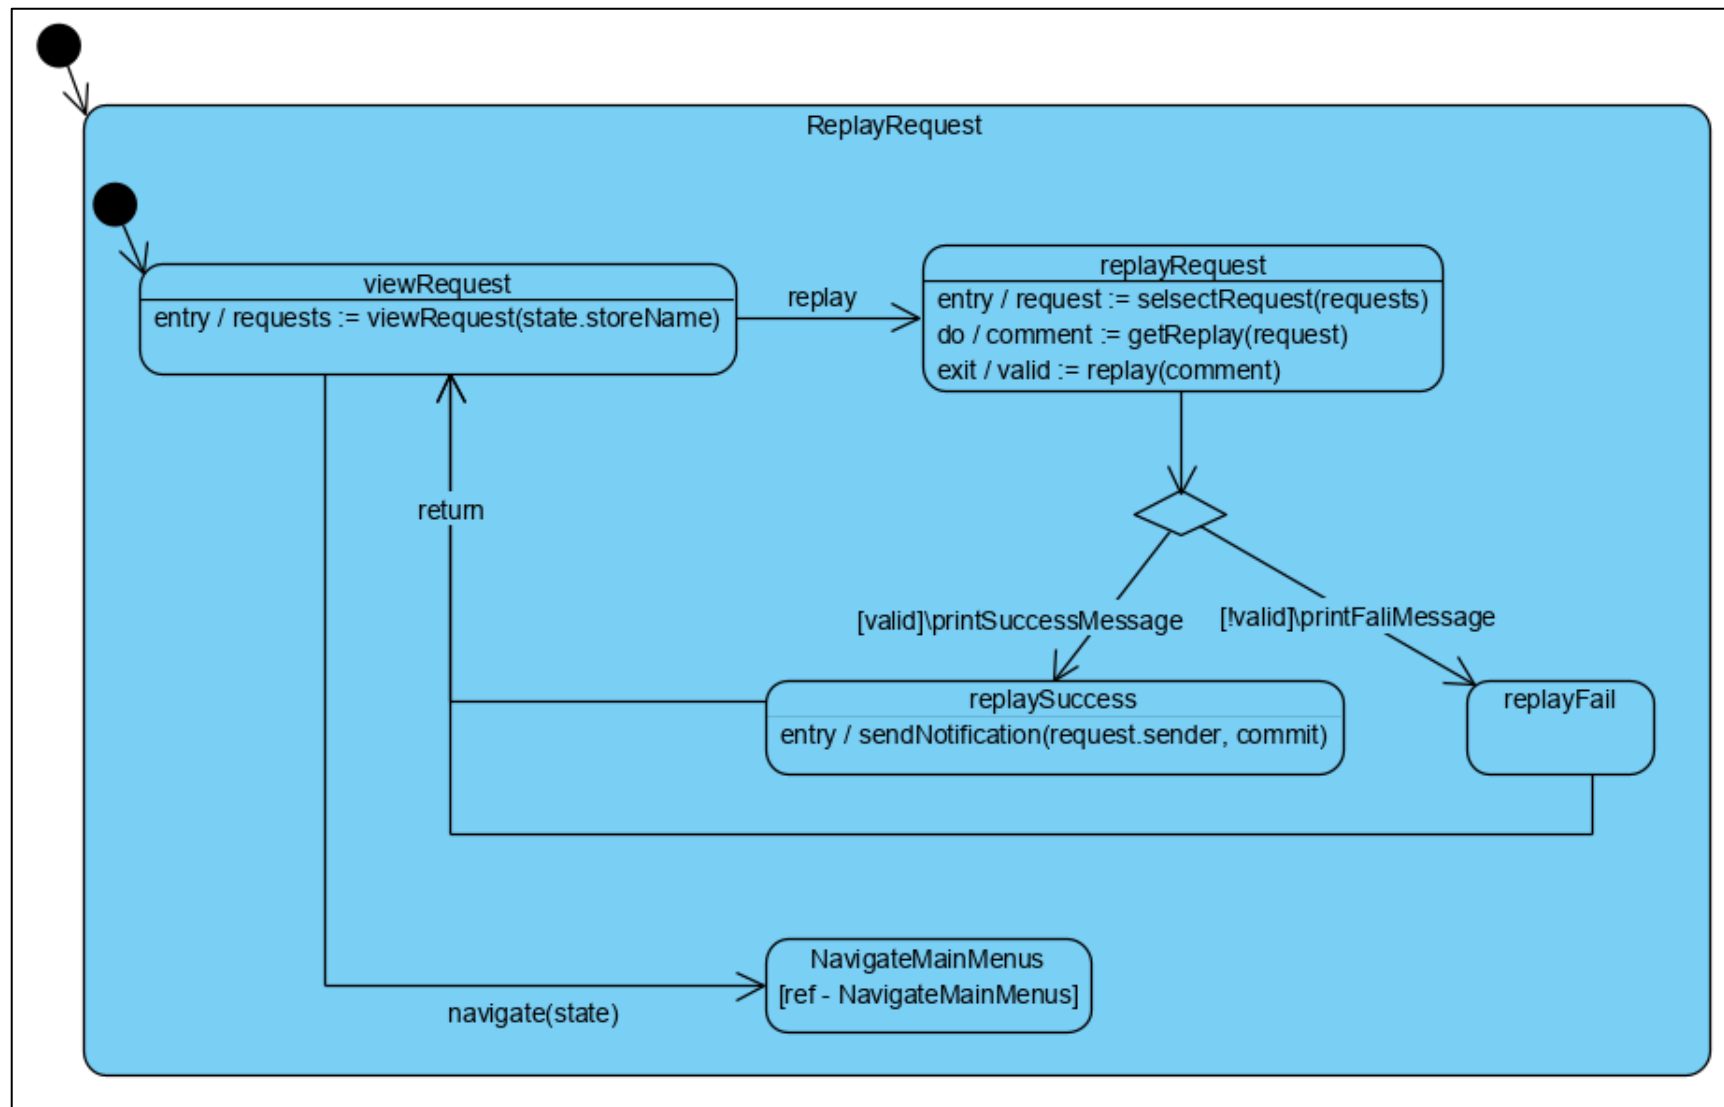 ReplayRequest
viewRequest
entry / requests := viewRequest(state.storeName)
replay
replayRequest
entry / request := selsectRequest(requests)
do / comment := getReplay(request)
exit / valid := replay(comment)
return
[valid]\printSuccessMessage
[!valid]\printFaliMessage
replaySuccess
entry / sendNotification(request.sender, commit)
replayFail
NavigateMainMenus
[ref - NavigateMainMenus]
navigate(state)